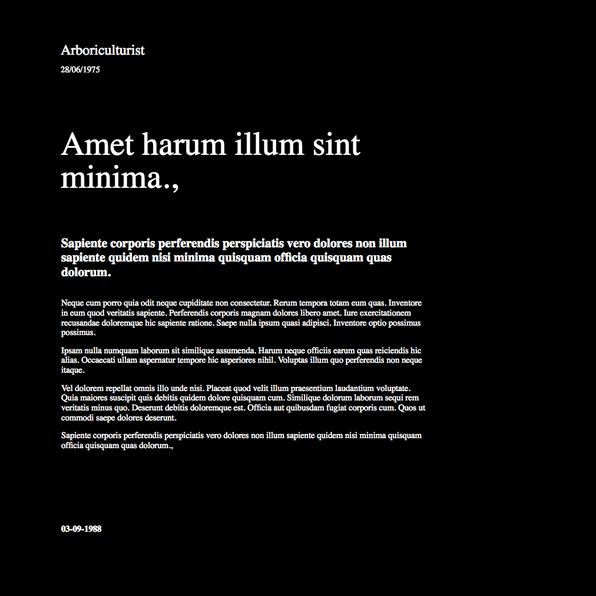 Arboriculturist
28/06/1975
Amet harum illum sint
minima.,
Sapiente corporis perferendis perspiciatis vero dolores non illum
sapiente quidem nisi minima quisquam officia quisquam quas
dolorum.
Neque cum porro quia odit neque cupiditate non consectetur. Rerum tempora totam eum quas. Inventore
in eum quod veritatis sapiente. Perferendis corporis magnam dolores libero amet. Iure exercitationem
recusandae doloremque hic sapiente ratione. Saepe nulla ipsum quasi adipisci. Inventore optio possimus
possimus.
Ipsam nulla numquam laborum sit similique assumenda. Harum neque officiis earum quas reiciendis hic
alias. Occaecati ullam aspernatur tempore hic asperiores nihil. Voluptas illum quo perferendis non neque
itaque.
Vel dolorem repellat omnis illo unde nisi. Placeat quod velit illum praesentium laudantium voluptate.
Quia maiores suscipit quis debitis quidem dolore quisquam cum. Similique dolorum laborum sequi rem
veritatis minus quo. Deserunt debitis doloremque est. Officia aut quibusdam fugiat corporis cum. Quos ut
commodi saepe dolores deserunt.
Sapiente corporis perferendis perspiciatis vero dolores non illum sapiente quidem nisi minima quisquam
officia quisquam quas dolorum.,
03-09-1988